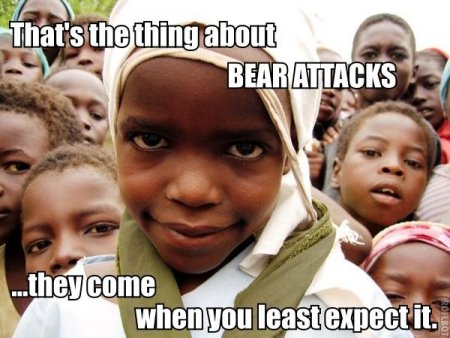 That's the thing about
BEAR ATTACKS
...they come
when you least expect it.